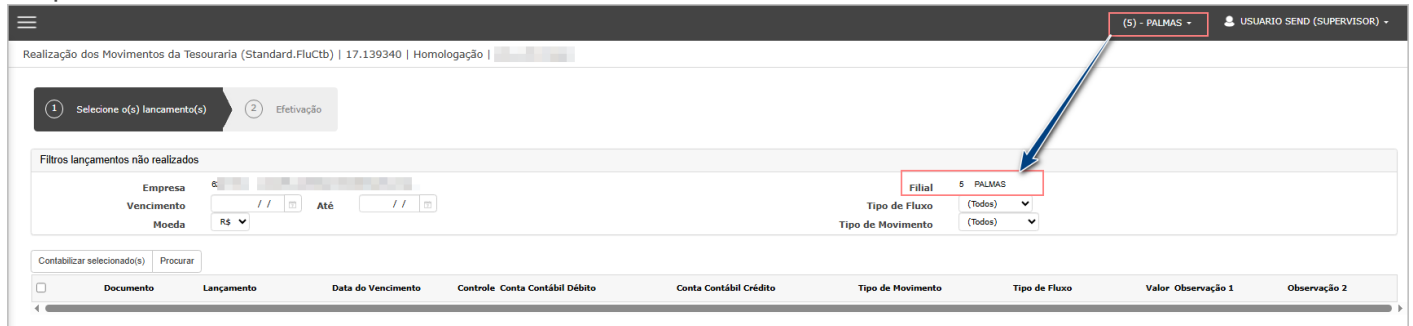 (5) - PALMAS
USUARIO SEND (SUPERVISOR)
Realização dos Movimentos da Tesouraria (Standard.FluCtb) | 17.139340 | Homologação |
1 Selecione o(s) lancamento(s) 2 Efetivação
Filtros lançamentos não realizados
Empresa Filial 5 PALMAS
Vencimento / / Até / / Tipo de Fluxo (Todos)
Moeda R$ Tipo de Movimento (Todos)
Contabilizar selecionado(s) Procurar
Documento Lançamento Data do Vencimento Controle Conta Contábil Débito Conta Contábil Crédito Tipo de Movimento Tipo de Fluxo Valor Observação 1 Observação 2